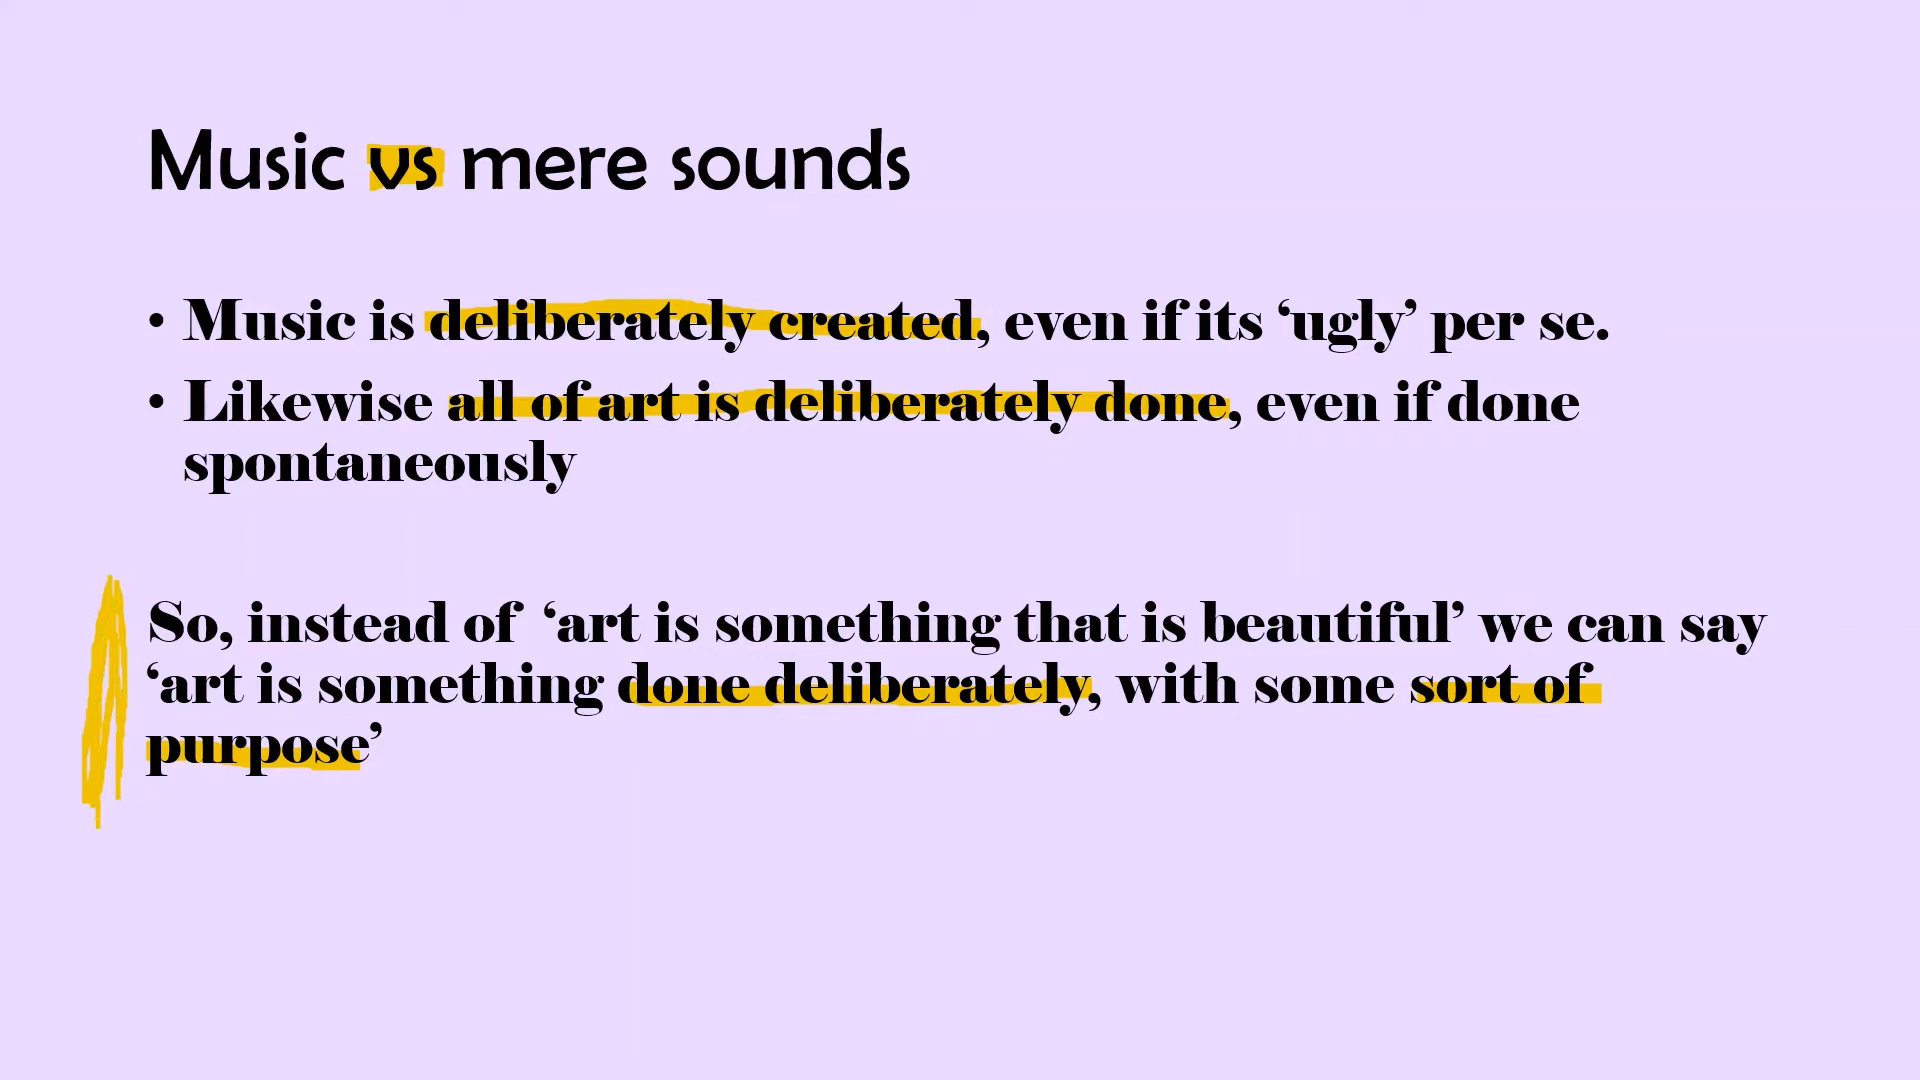 Music vs mere sounds
• Music is deliberately created, even if its ‘ugly’ per se.
• Likewise all of art is deliberately done, even if done
spontaneously
So, instead of ‘art is something that is beautiful’ we can say
‘art is something done deliberately, with some sort of
purpose’